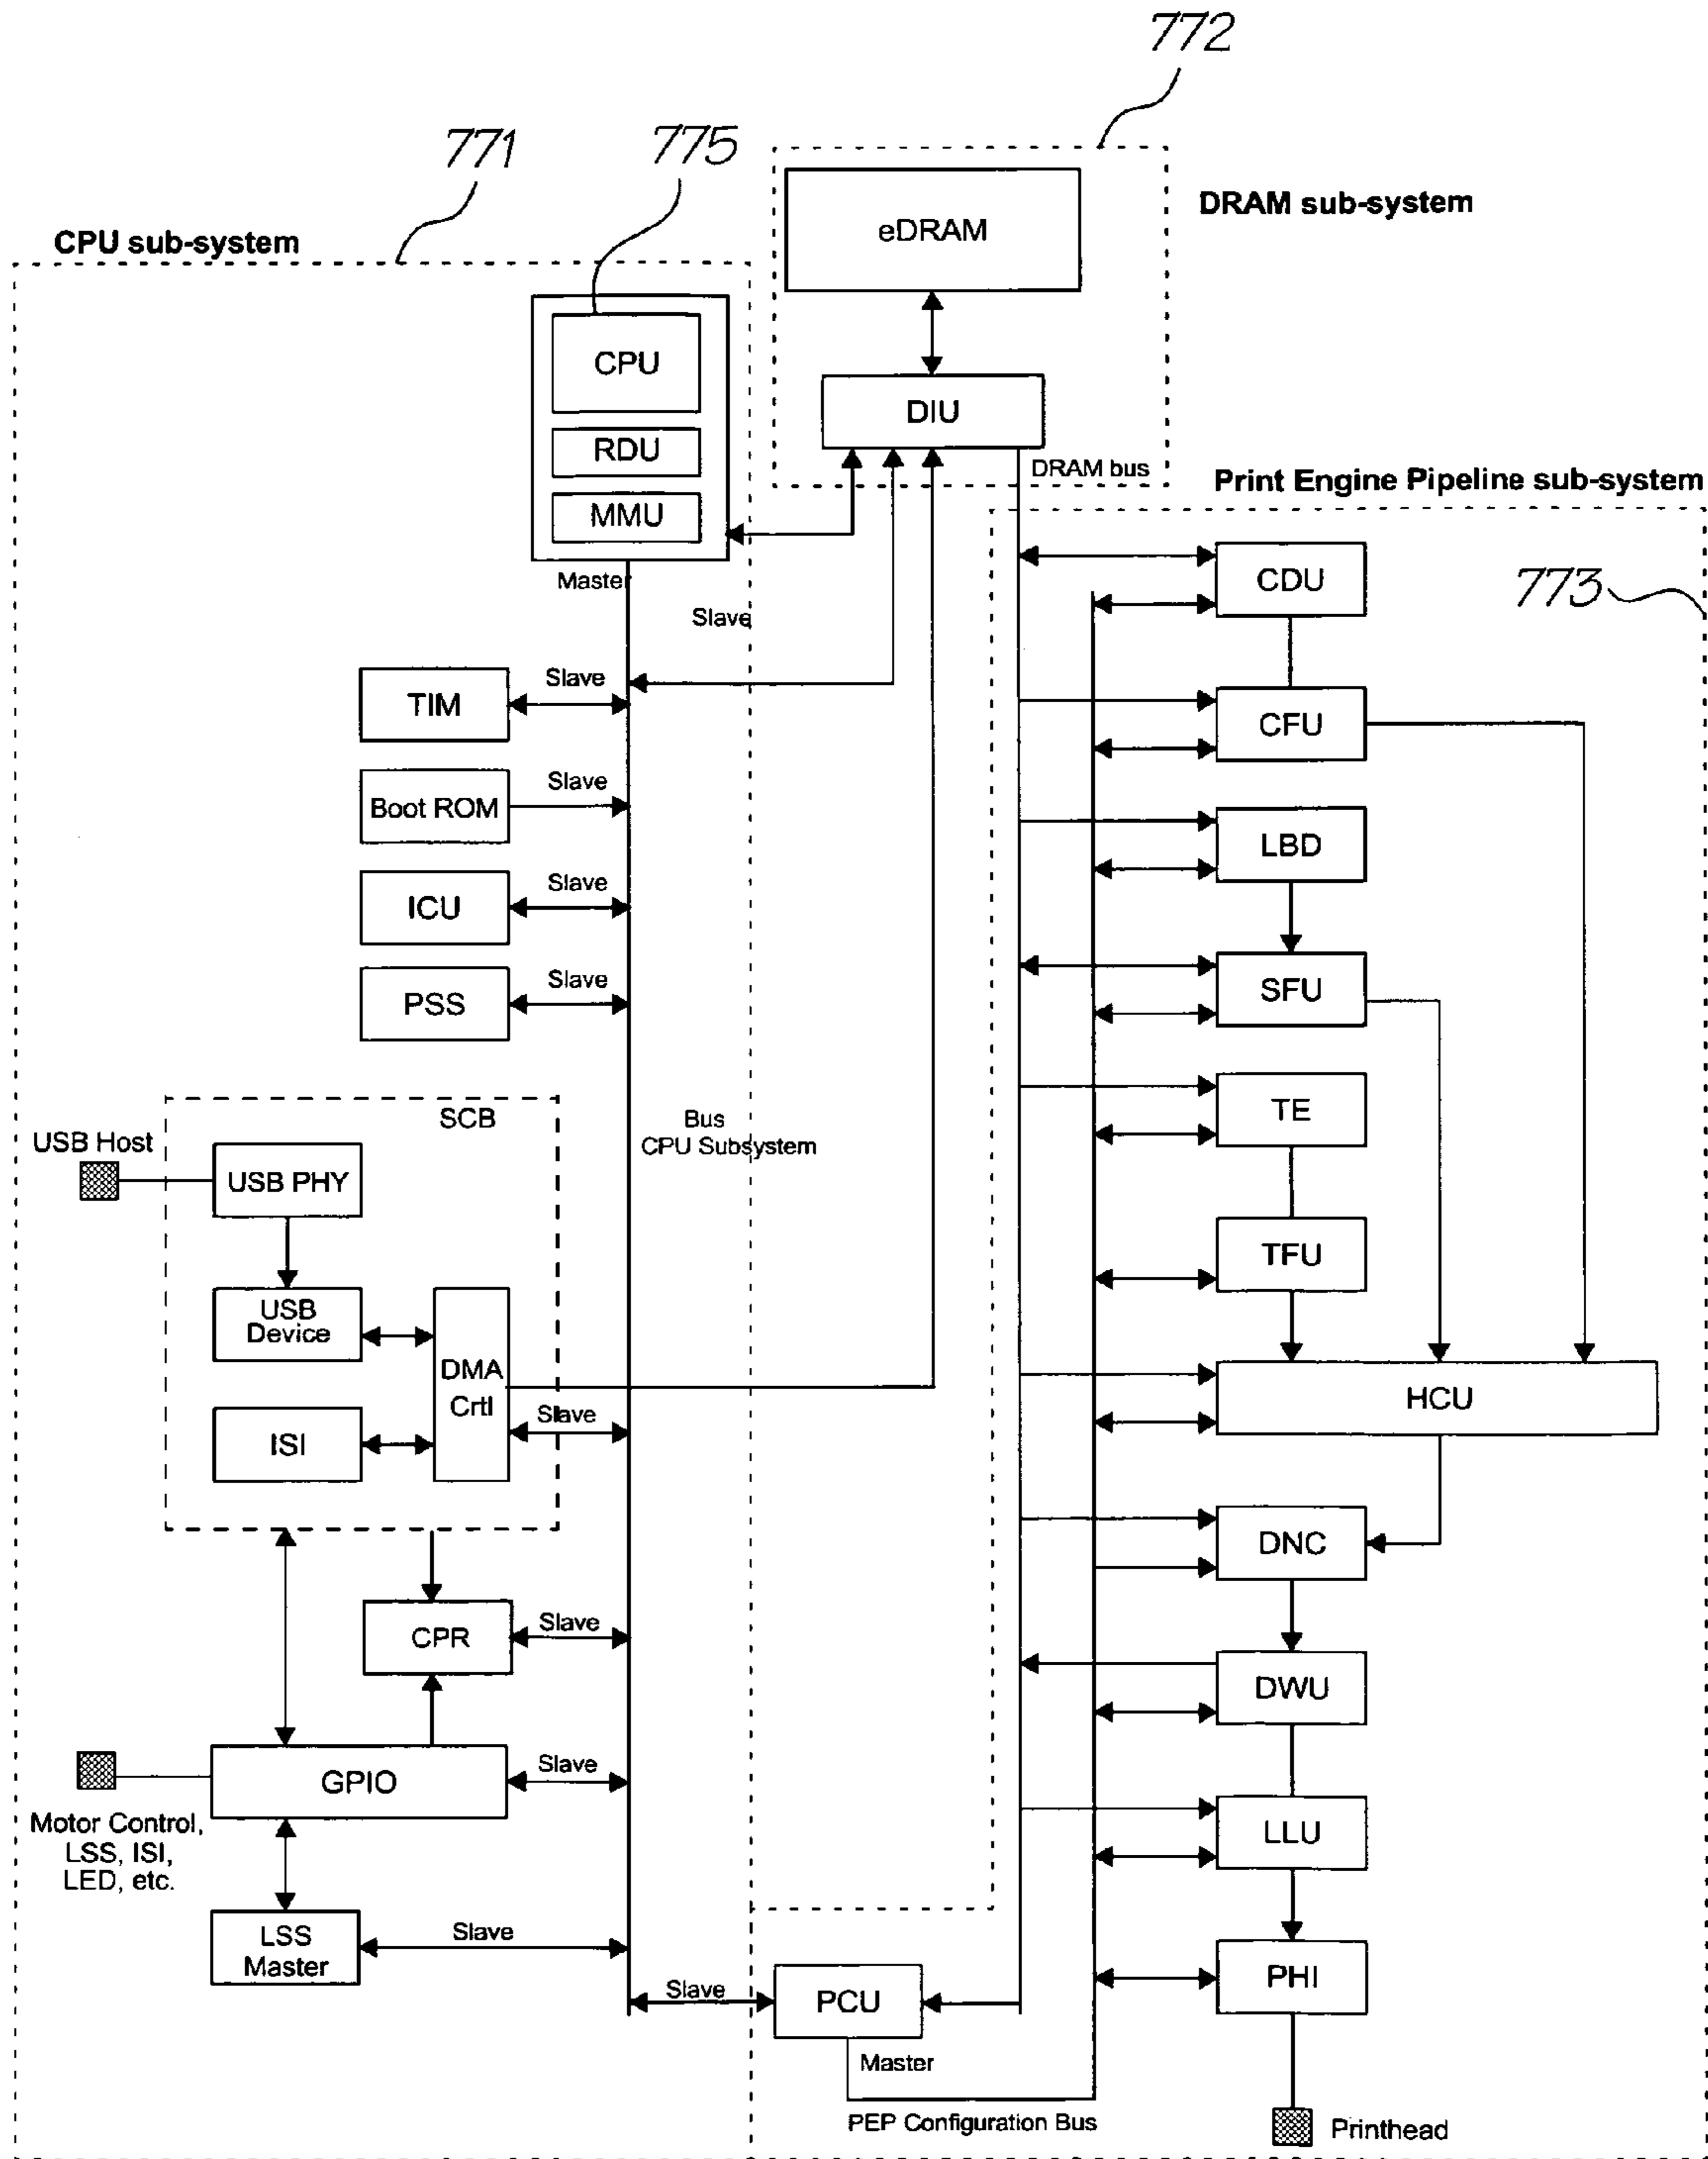 772
771
775
DRAM sub-system
CPU sub-system
eDRAM
CPU
DIU
RDU
DRAM bus
Print Engine Pipeline sub-system
MMU
Master
CDU
773
Slave
TIM
Slave
CFU
Boot ROM
Slave
LBD
ICU
Slave
PSS
Slave
SFU
SCB
Bus
CPU Subsystem
TE
USB Host
USB PHY
TFU
USB
Device
DMA
Crtl
HCU
Slave
ISI
DNC
CPR
Slave
DWU
GPIO
Slave
Motor Control,
LSS, ISI,
LED, etc.
LLU
LSS
Master
Slave
PHI
Slave
PCU
Master
PEP Configuration Bus
Printhead